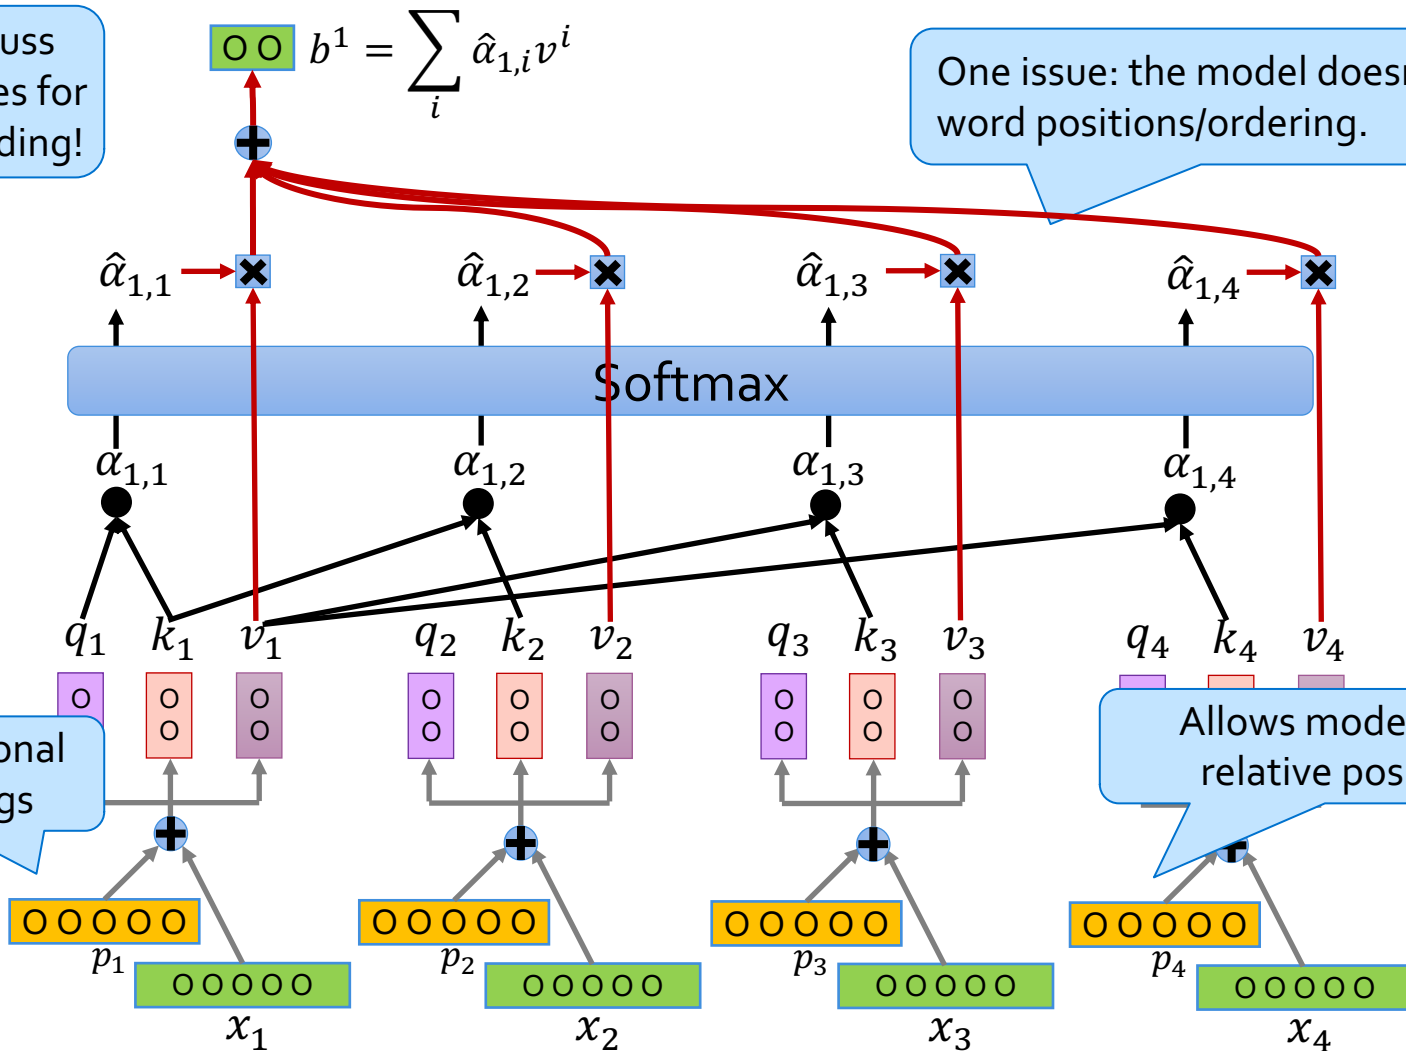 uss
es for
ding!
O O
b¹ = ∑ᵢ α̂₁,ᵢvⁱ
One issue: the model doesn
word positions/ordering.
α̂₁,₁
α̂₁,₂
α̂₁,₃
α̂₁,₄
Softmax
α₁,₁
α₁,₂
α₁,₃
α₁,₄
q₁ k₁ v₁
q₂ k₂ v₂
q₃ k₃ v₃
q₄ k₄ v₄
O O O O O O O O O
O O O O O O O O O
onal
gs
Allows mode
relative pos
O O O O O
O O O O O
O O O O O
O O O O O
p₁
p₂
p₃
p₄
O O O O O
O O O O O
O O O O O
O O O O O
x₁
x₂
x₃
x₄